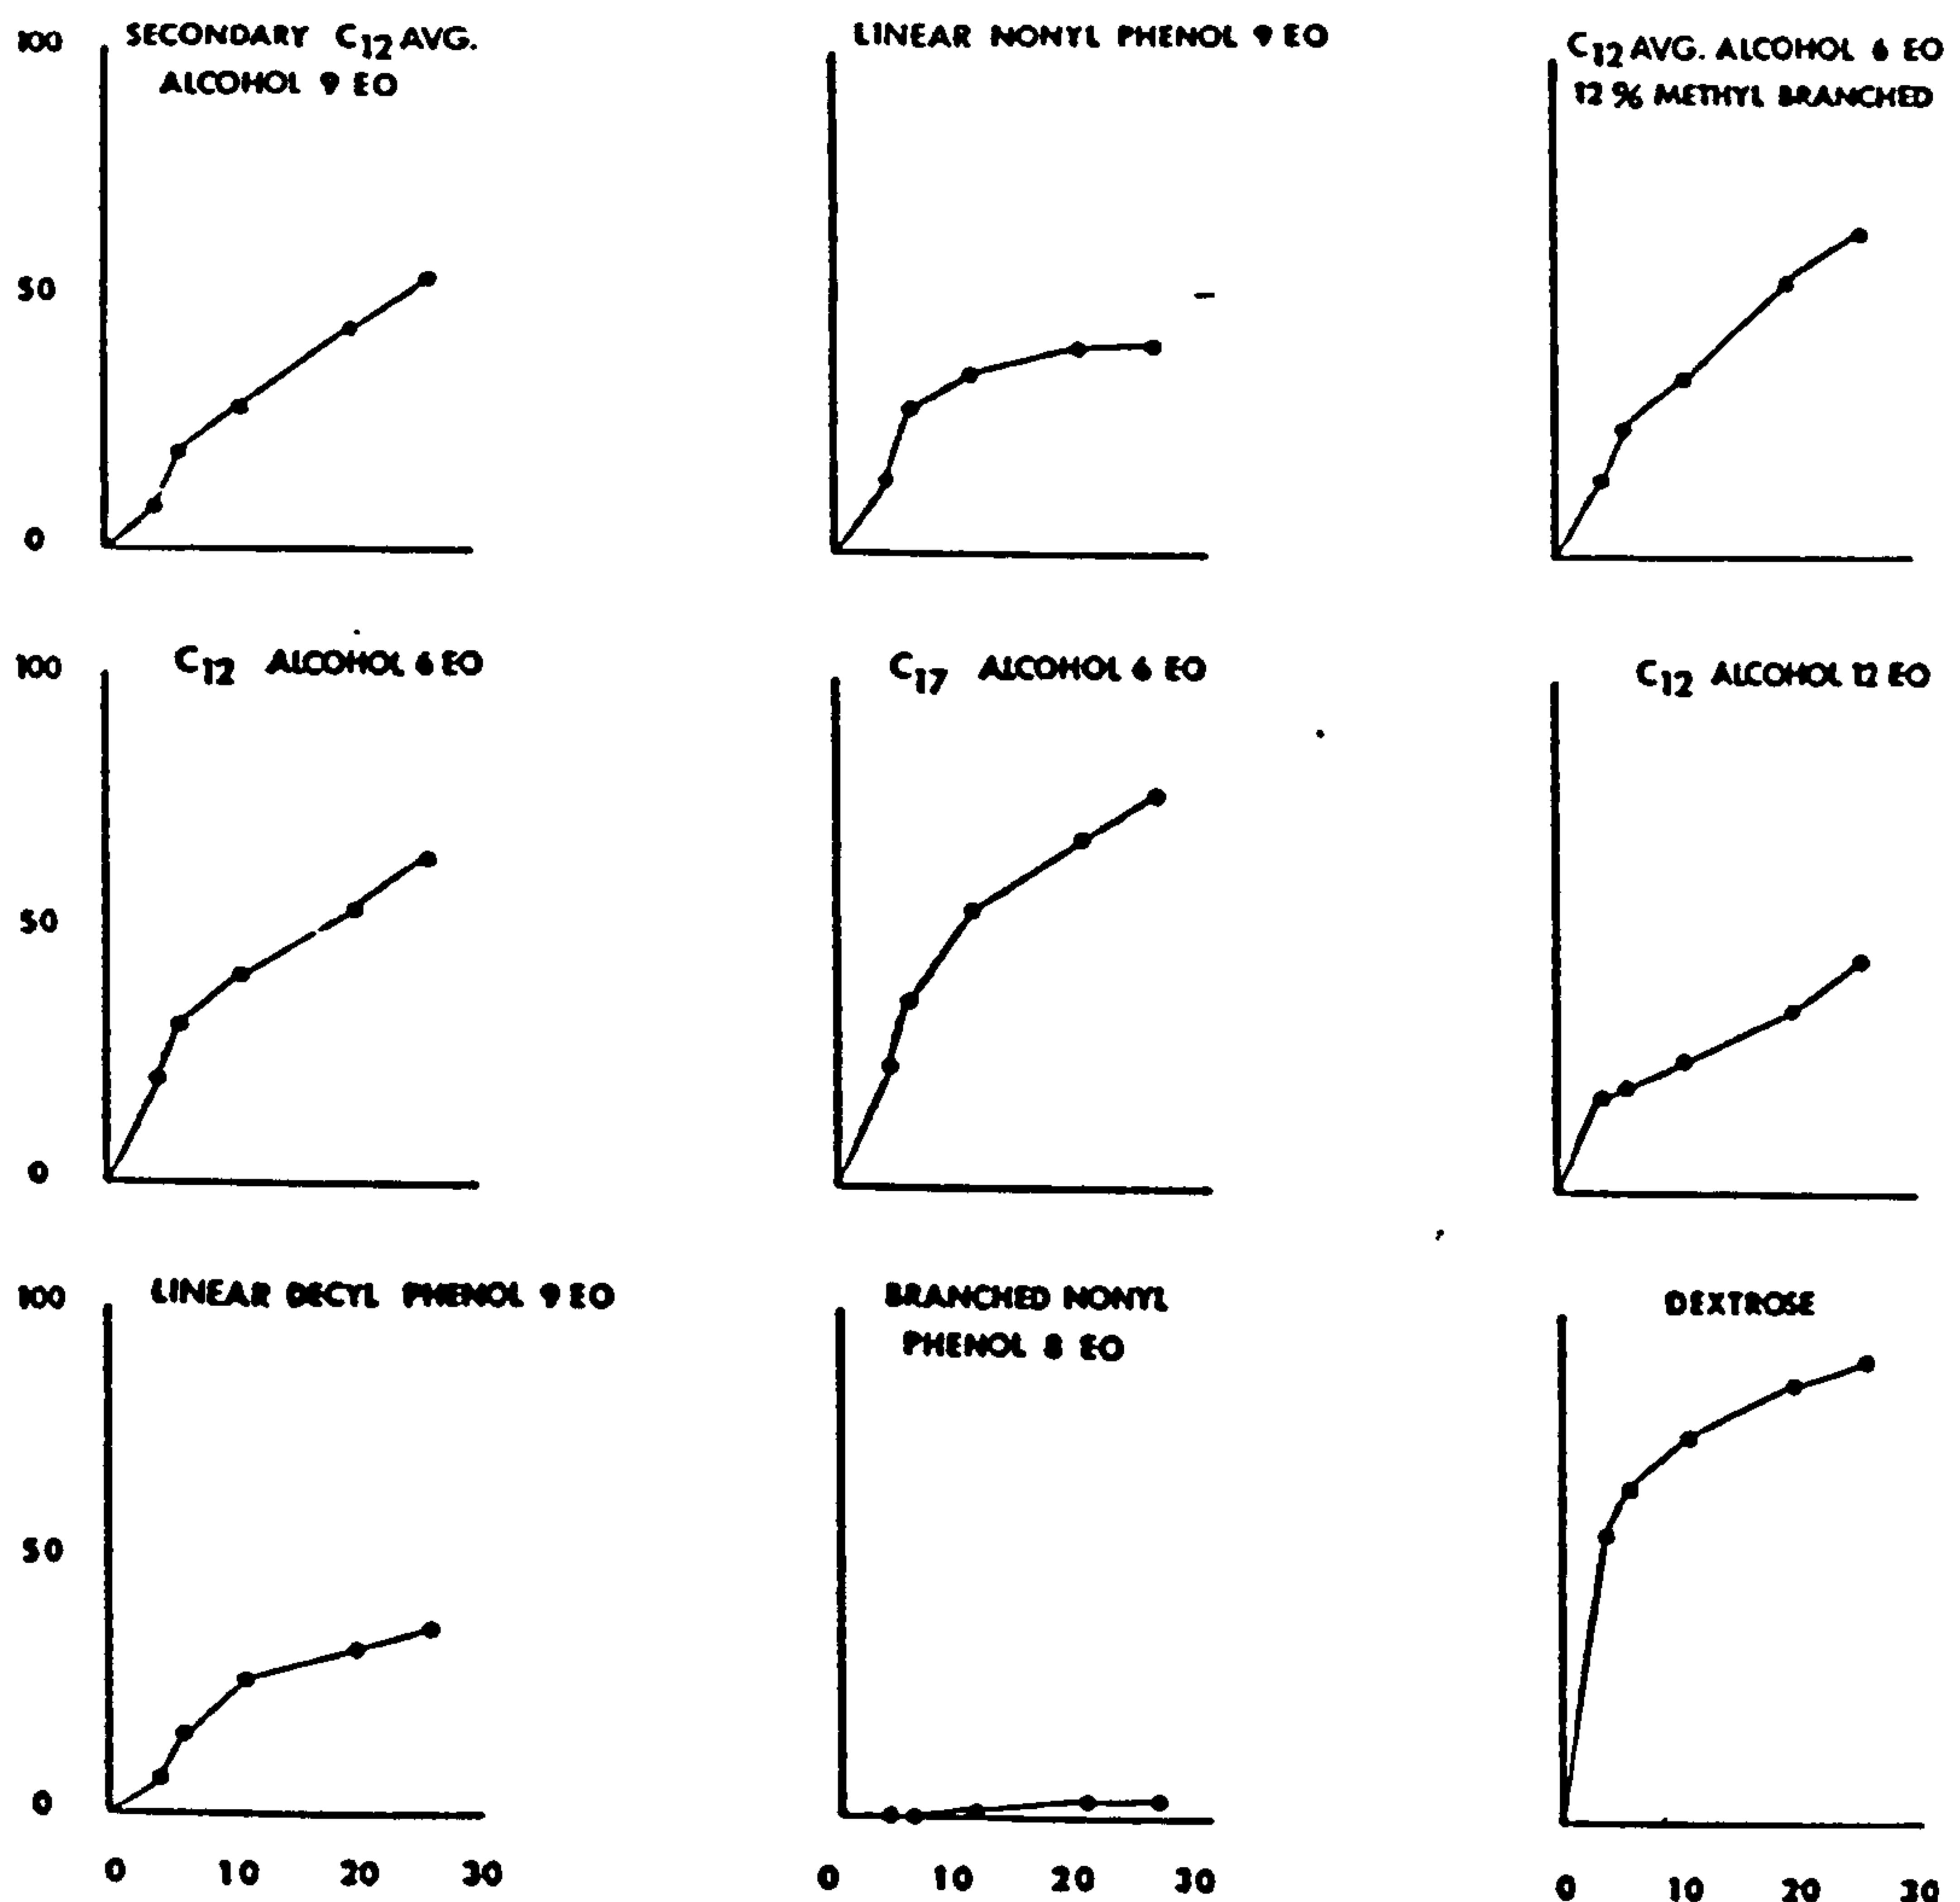 100 SECONDARY C12 AVG.
ALCOHOL 9 EO
LINEAR NONYL PHENOL 9 EO
C12 AVG. ALCOHOL 6 EO
12 % METHYL BRANCHED
50
0
100 C12 ALCOHOL 6 EO
C17 ALCOHOL 6 EO
C12 ALCOHOL 12 EO
50
0
100 LINEAR DECYL PHENOL 9 EO
BRANCHED NONYL
PHENOL 8 EO
DEXTROSE
50
0
0 10 20 30
0 10 20 30
0 10 20 30